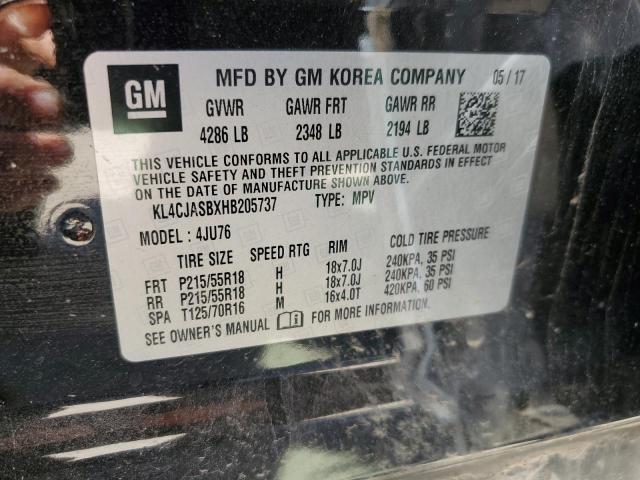 GM
MFD BY GM KOREA COMPANY 05/17
GVWR GAWR FRT GAWR RR
4286 LB 2348 LB 2194 LB
THIS VEHICLE CONFORMS TO ALL APPLICABLE U.S. FEDERAL MOTOR
VEHICLE SAFETY AND THEFT PREVENTION STANDARDS IN EFFECT
ON THE DATE OF MANUFACTURE SHOWN ABOVE.
KL4CJASBXHB205737 TYPE: MPV
MODEL: 4JU76
TIRE SIZE SPEED RTG RIM COLD TIRE PRESSURE
FRT P215/55R18 H 18x7.0J 240KPA, 35 PSI
RR P215/55R18 H 18x7.0J 240KPA, 35 PSI
SPA T125/70R16 M 16x4.0T 420KPA, 60 PSI
SEE OWNER'S MANUAL FOR MORE INFORMATION.